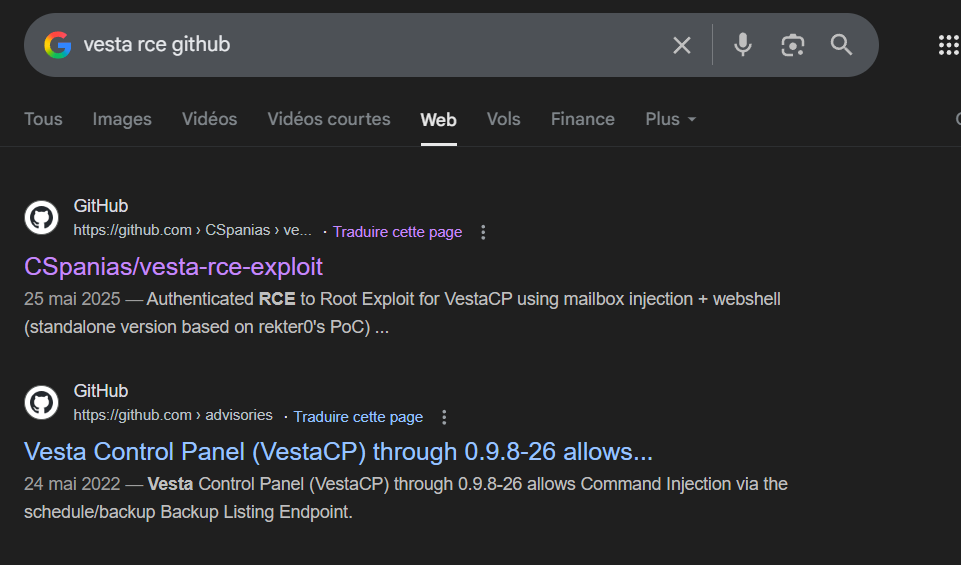 vesta rce github
Tous Images Vidéos Vidéos courtes Web Vols Finance Plus
GitHub
https://github.com › CSpanias › ve... · Traduire cette page
CSpanias/vesta-rce-exploit
25 mai 2025 — Authenticated RCE to Root Exploit for VestaCP using mailbox injection + webshell
(standalone version based on rekter0's PoC) ...
GitHub
https://github.com › advisories · Traduire cette page
Vesta Control Panel (VestaCP) through 0.9.8-26 allows...
24 mai 2022 — Vesta Control Panel (VestaCP) through 0.9.8-26 allows Command Injection via the
schedule/backup Backup Listing Endpoint.